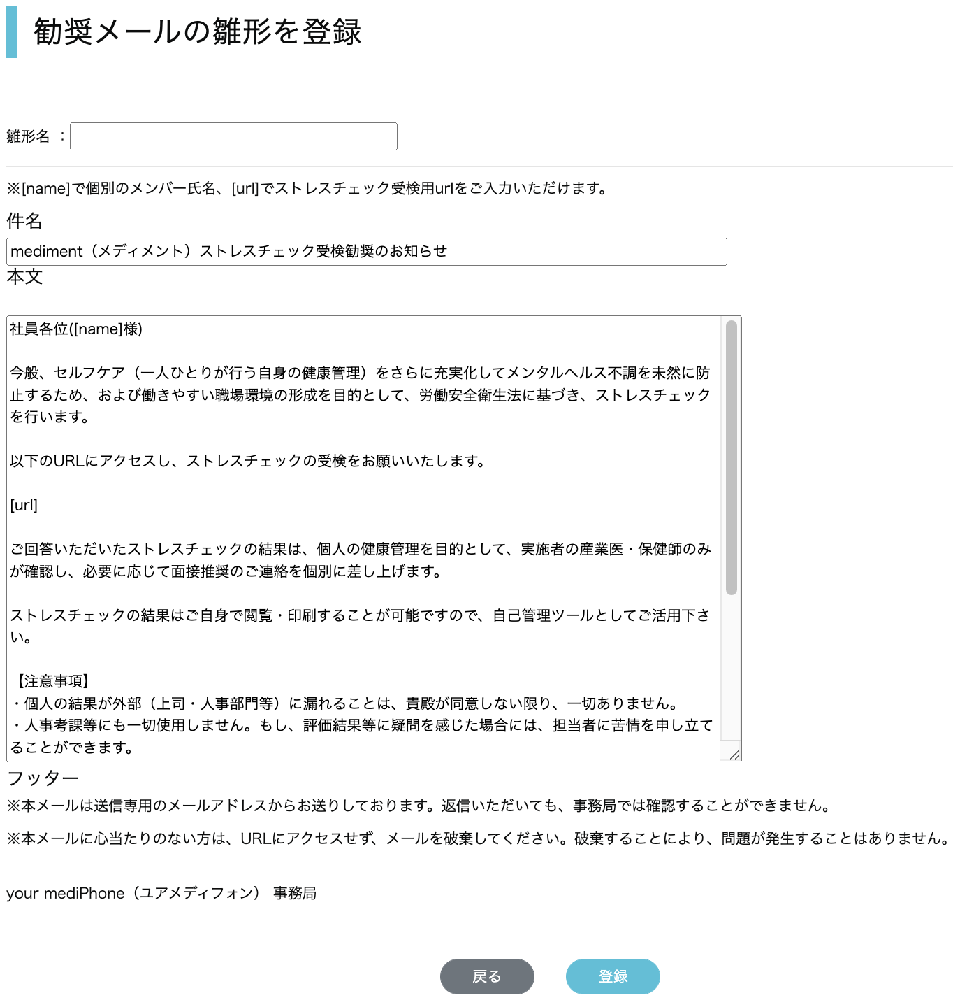 勧奨メールの雛形を登録
雛形名 ：
※[name]で個別のメンバー氏名、[url]でストレスチェック受検用urlをご入力いただけます。
件名
mediment（メディメント）ストレスチェック受検勧奨のお知らせ
本文
社員各位([name]様)
今般、セルフケア（一人ひとりが行う自身の健康管理）をさらに充実化してメンタルヘルス不調を未然に防
止するため、および働きやすい職場環境の形成を目的として、労働安全衛生法に基づき、ストレスチェック
を行います。
以下のURLにアクセスし、ストレスチェックの受検をお願いいたします。
[url]
ご回答いただいたストレスチェックの結果は、個人の健康管理を目的として、実施者の産業医・保健師のみ
が確認し、必要に応じて面接推奨のご連絡を個別に差し上げます。
ストレスチェックの結果はご自身で閲覧・印刷することが可能ですので、自己管理ツールとしてご活用下さ
い。
【注意事項】
・個人の結果が外部（上司・人事部門等）に漏れることは、貴殿が同意しない限り、一切ありません。
・人事考課等にも一切使用しません。もし、評価結果等に疑問を感じた場合には、担当者に苦情を申し立て
ることができます。
フッター
※本メールは送信専用のメールアドレスからお送りしております。返信いただいても、事務局では確認することができません。
※本メールに心当たりのない方は、URLにアクセスせず、メールを破棄してください。破棄することにより、問題が発生することはありません。
your mediPhone（ユアメディフォン） 事務局
戻る 登録